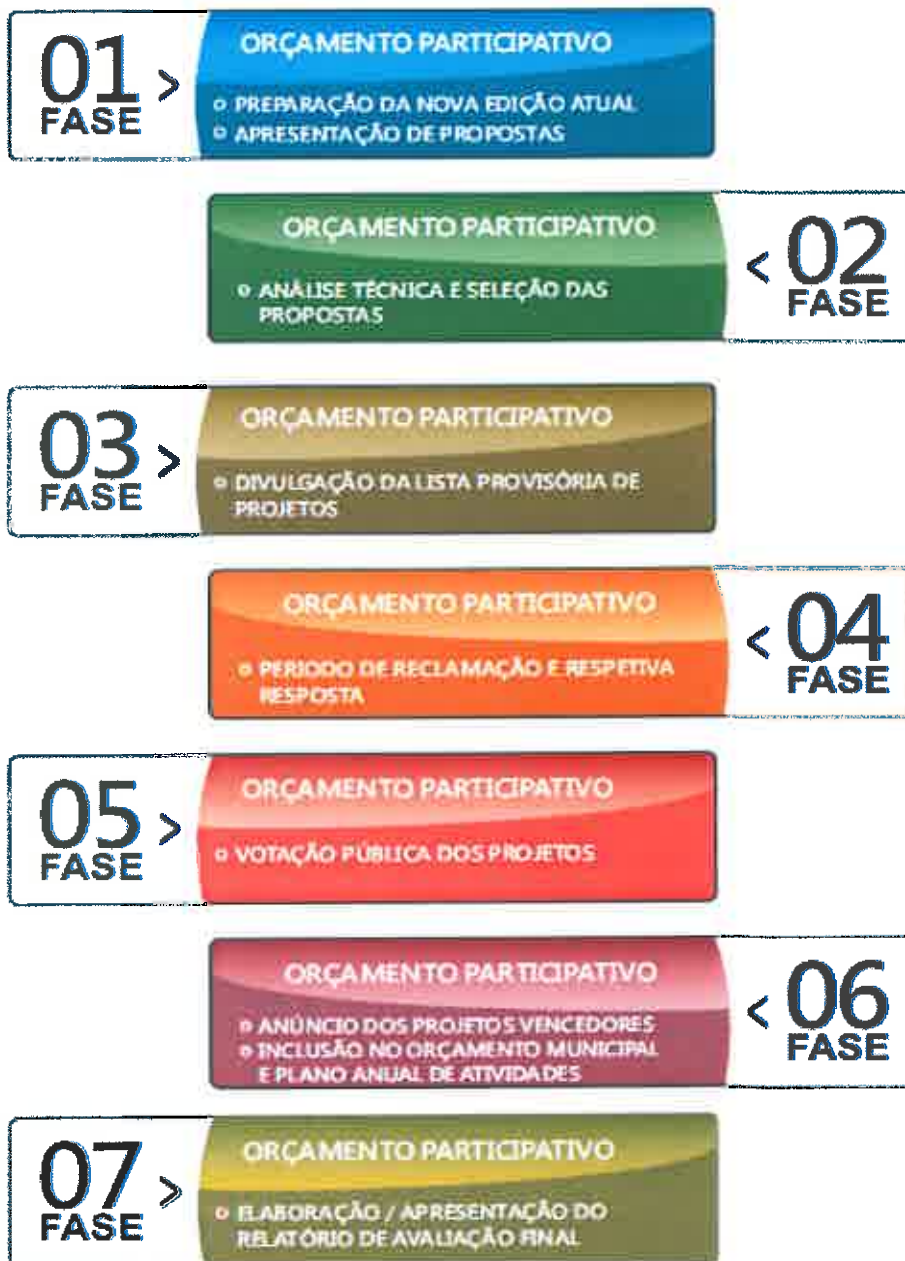 01
FASE
>
ORÇAMENTO PARTICIPATIVO
PREPARAÇÃO DA NOVA EDIÇÃO ATUAL
APRESENTAÇÃO DE PROPOSTAS
ORÇAMENTO PARTICIPATIVO
ANÁLISE TÉCNICA E SELEÇÃO DAS
PROPOSTAS
<
02
FASE
03
FASE
>
ORÇAMENTO PARTICIPATIVO
DIVULGAÇÃO DA LISTA PROVISÓRIA DE
PROJETOS
ORÇAMENTO PARTICIPATIVO
PERIODO DE RECLAMAÇÃO E RESPETIVA
RESPOSTA
<
04
FASE
05
FASE
>
ORÇAMENTO PARTICIPATIVO
VOTAÇÃO PÚBLICA DOS PROJETOS
ORÇAMENTO PARTICIPATIVO
ANÚNCIO DOS PROJETOS VENCEDORES
INCLUSÃO NO ORÇAMENTO MUNICIPAL
E PLANO ANUAL DE ATIVIDADES
<
06
FASE
07
FASE
>
ORÇAMENTO PARTICIPATIVO
ELABORAÇÃO / APRESENTAÇÃO DO
RELATÓRIO DE AVALIAÇÃO FINAL